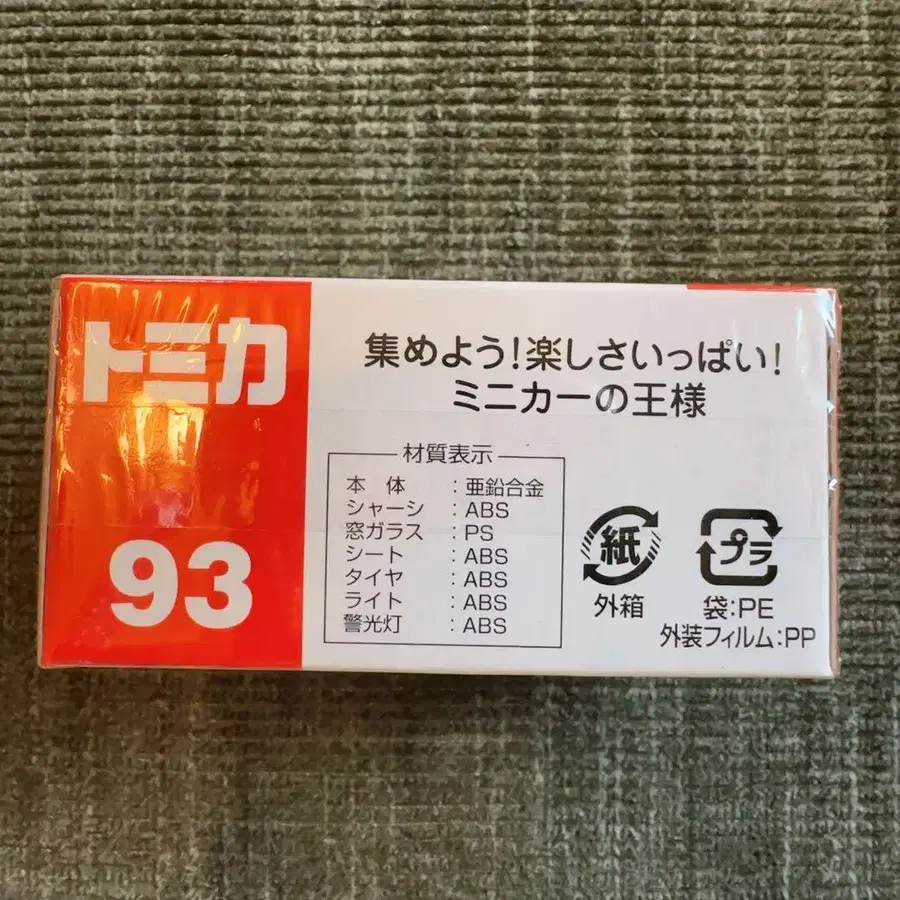 トミカ
93
集めよう!楽しさいっぱい!
ミニカーの王様
材質表示
本 体 :亜鉛合金
シャーシ :ABS
窓ガラス :PS
シート :ABS
タイヤ :ABS
ライト :ABS
警光灯 :ABS
紙
外箱
プラ
袋:PE
外装フィルム:PP